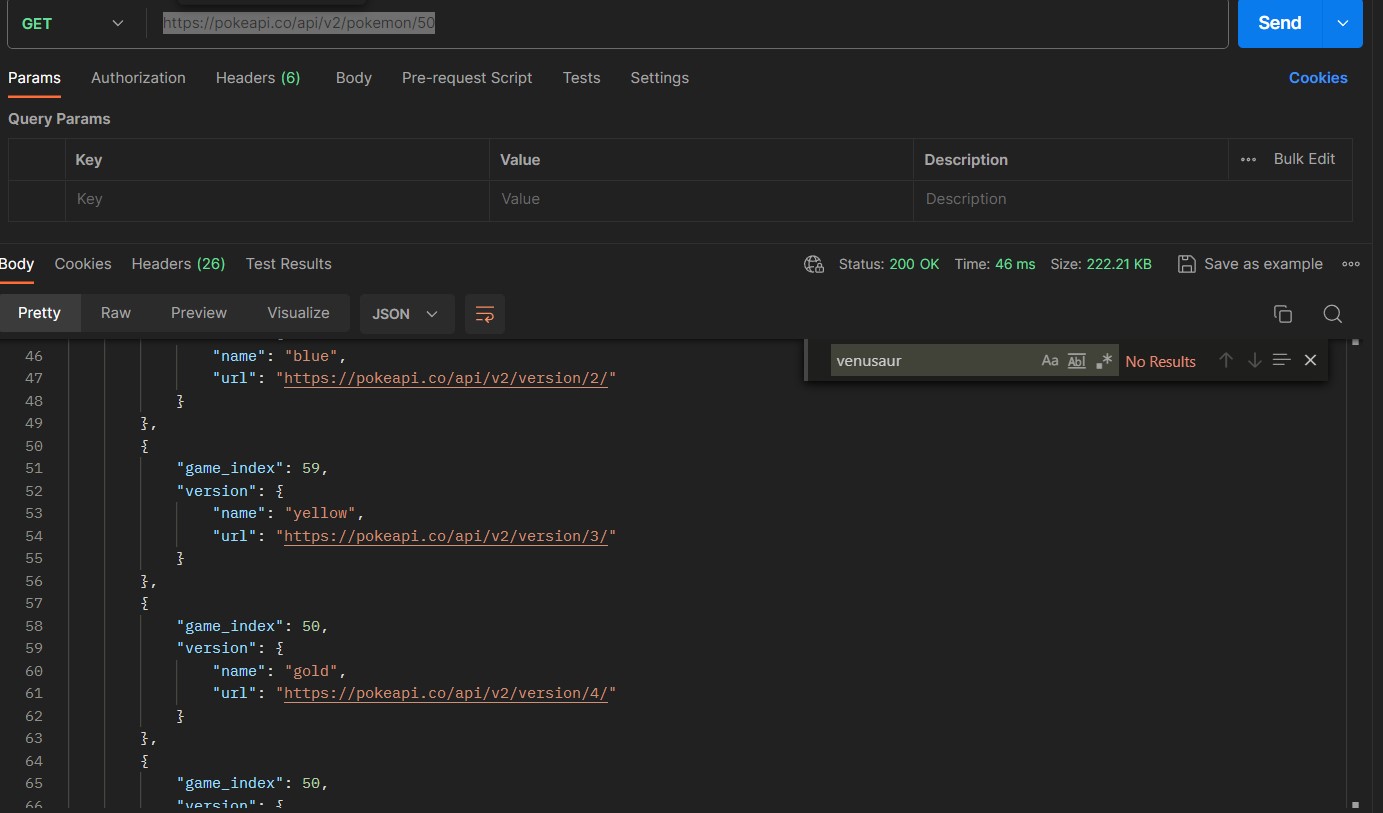 GET https://pokeapi.co/api/v2/pokemon/50 Send
Params Authorization Headers (6) Body Pre-request Script Tests Settings Cookies
Query Params
Key Value Description ••• Bulk Edit
Key Value Description
Body Cookies Headers (26) Test Results Status: 200 OK Time: 46 ms Size: 222.21 KB Save as example
Pretty Raw Preview Visualize JSON
venusaur Aa Abl .* No Results
46 "name": "blue",
47 "url": "https://pokeapi.co/api/v2/version/2/"
48 }
49 },
50 {
51 "game_index": 59,
52 "version": {
53 "name": "yellow",
54 "url": "https://pokeapi.co/api/v2/version/3/"
55 }
56 },
57 {
58 "game_index": 50,
59 "version": {
60 "name": "gold",
61 "url": "https://pokeapi.co/api/v2/version/4/"
62 }
63 },
64 {
65 "game_index": 50,
66 "version": {